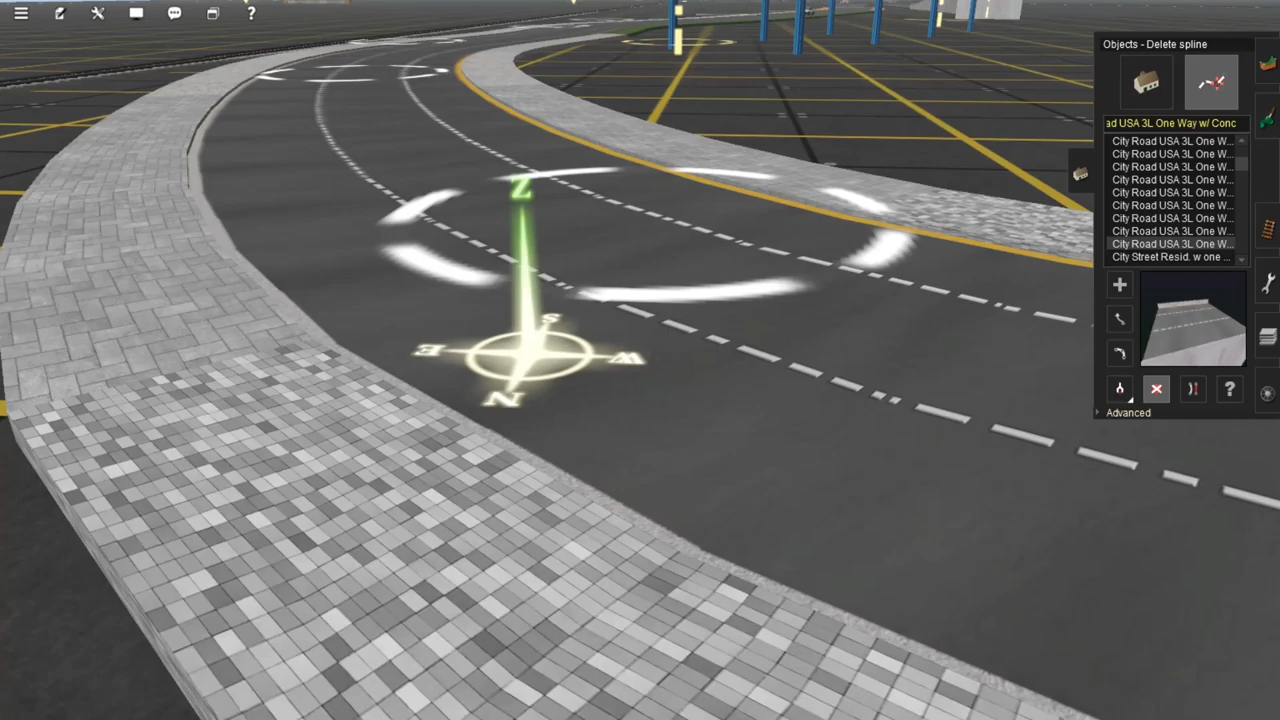 ?
Objects - Delete spline
ad USA 3L One Way w/ Conc
City Road USA 3L One W...
City Road USA 3L One W...
City Road USA 3L One W...
City Road USA 3L One W...
City Road USA 3L One W...
City Road USA 3L One W...
City Road USA 3L One W...
City Road USA 3L One W...
City Road USA 3L One W...
City Street Resid. w one ...
?
Advanced
Z
S
E
W
N